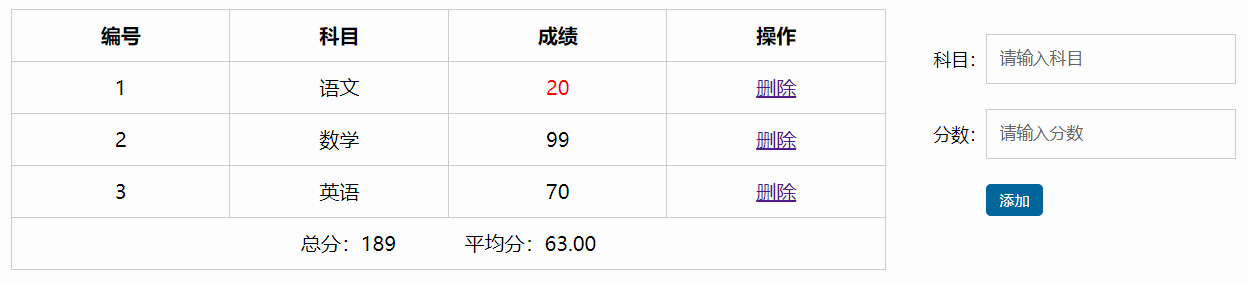 编号 科目 成绩 操作
1 语文 20 删除
2 数学 99 删除
3 英语 70 删除
总分：189 平均分：63.00
科目： 请输入科目
分数： 请输入分数
添加